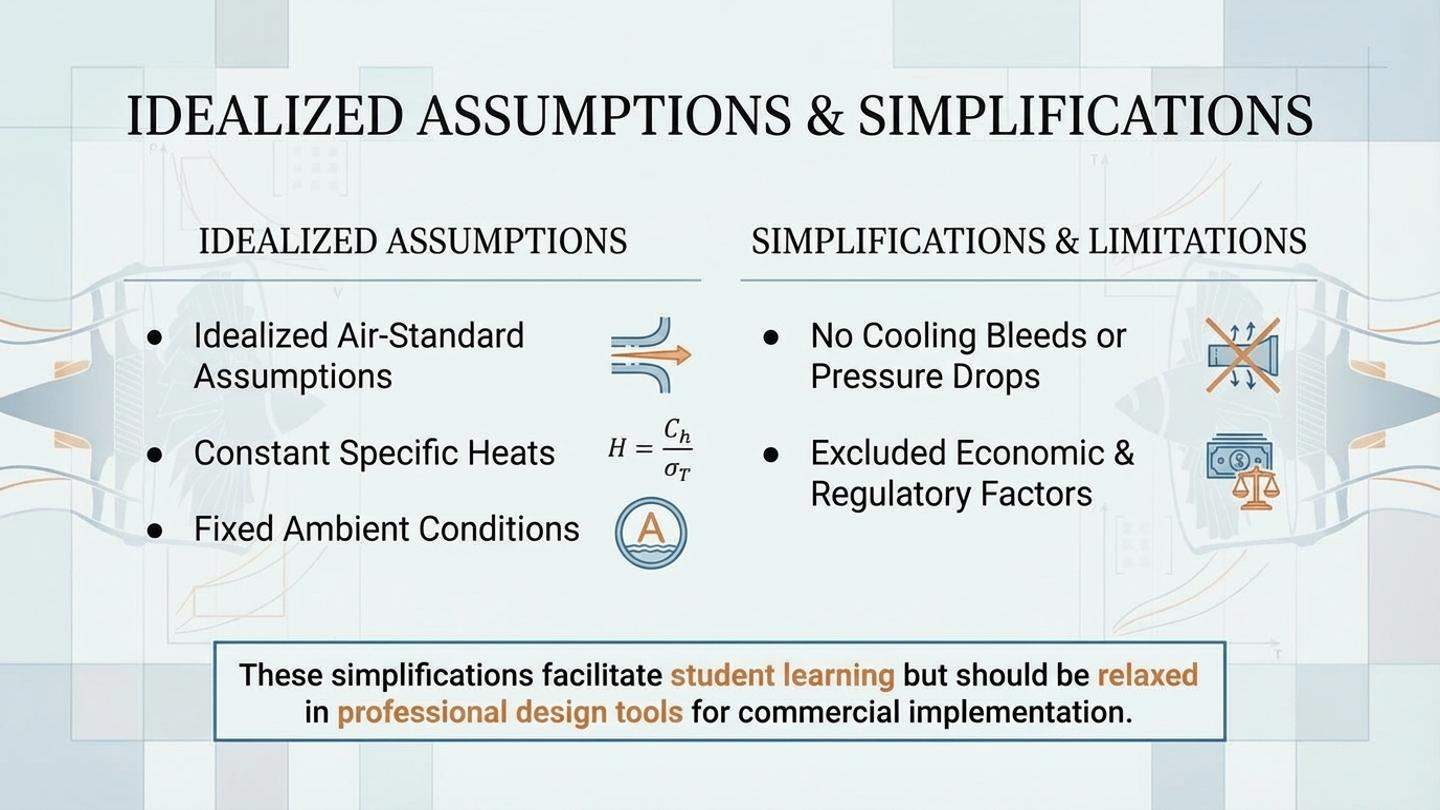 IDEALIZED ASSUMPTIONS & SIMPLIFICATIONS
IDEALIZED ASSUMPTIONS
● Idealized Air-Standard
Assumptions
● Constant Specific Heats
H = C_h / σ_T
● Fixed Ambient Conditions
A
SIMPLIFICATIONS & LIMITATIONS
● No Cooling Bleeds or
Pressure Drops
● Excluded Economic &
Regulatory Factors
$
These simplifications facilitate student learning but should be relaxed
in professional design tools for commercial implementation.
P
V
T
T